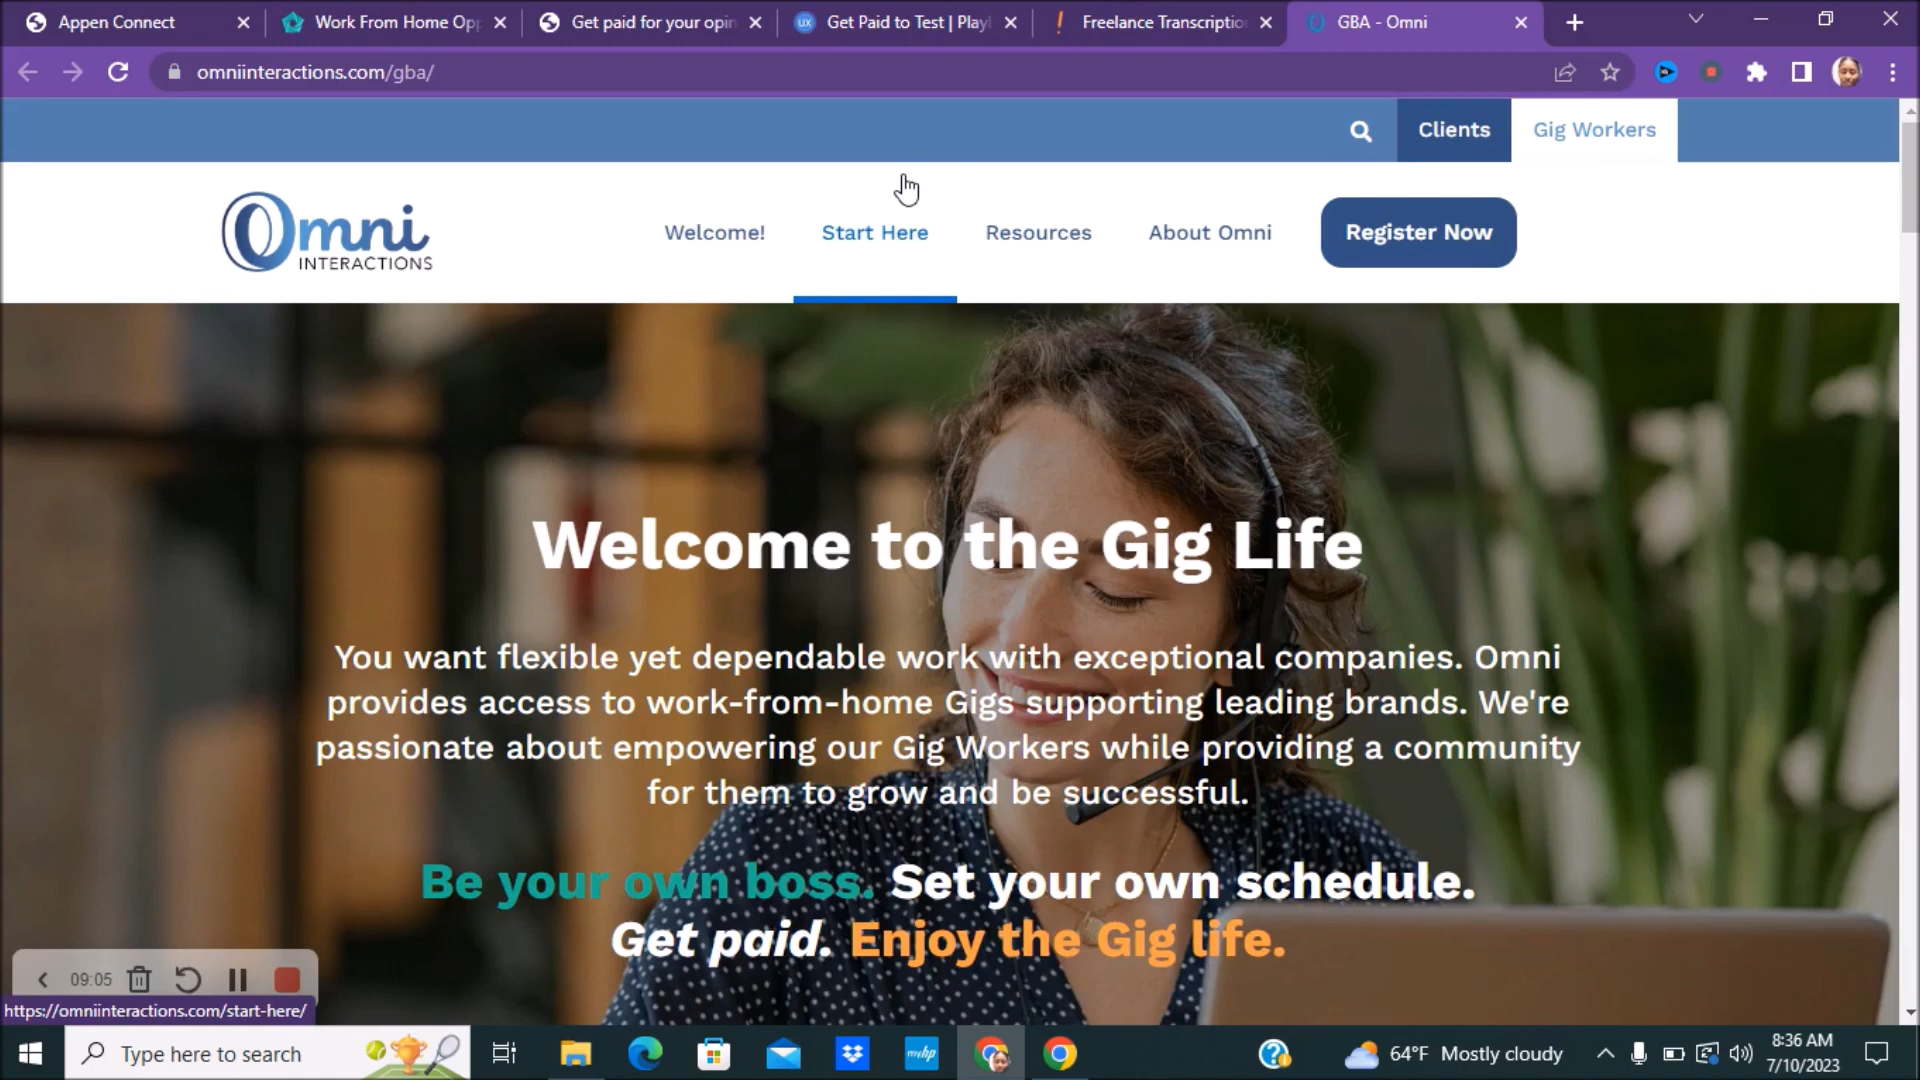 Appen Connect
Work From Home Opp
Get paid for your opin
UX
Get Paid to Test | Playb
Freelance Transcriptio
GBA - Omni
omniinteractions.com/gba/
Clients
Gig Workers
Omni
INTERACTIONS
Welcome!
Start Here
Resources
About Omni
Register Now
Welcome to the Gig Life
You want flexible yet dependable work with exceptional companies. Omni
provides access to work-from-home Gigs supporting leading brands. We're
passionate about empowering our Gig Workers while providing a community
for them to grow and be successful.
Be your own boss. Set your own schedule.
Get paid. Enjoy the Gig life.
09:05
https://omniinteractions.com/start-here/
Type here to search
myhp
64°F Mostly cloudy
8:36 AM
7/10/2023